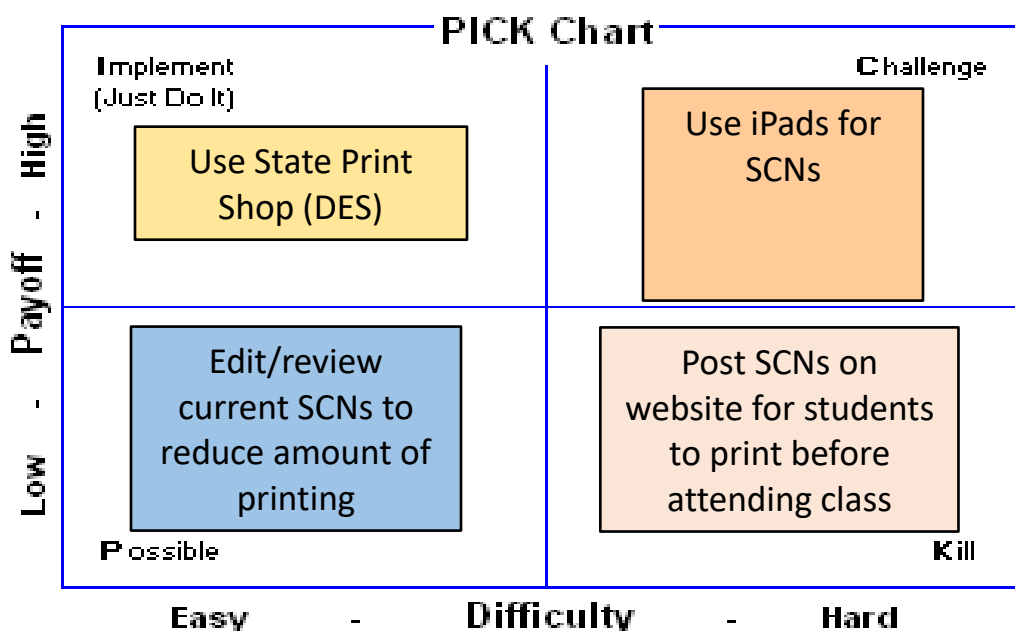 PICK Chart
Implement
(Just Do It)
Challenge
Use State Print
Shop (DES)
Use iPads for
SCNs
Edit/review
current SCNs to
reduce amount of
printing
Post SCNs on
website for students
to print before
attending class
Possible
Kill
Low - Payoff - High
Easy - Difficulty - Hard